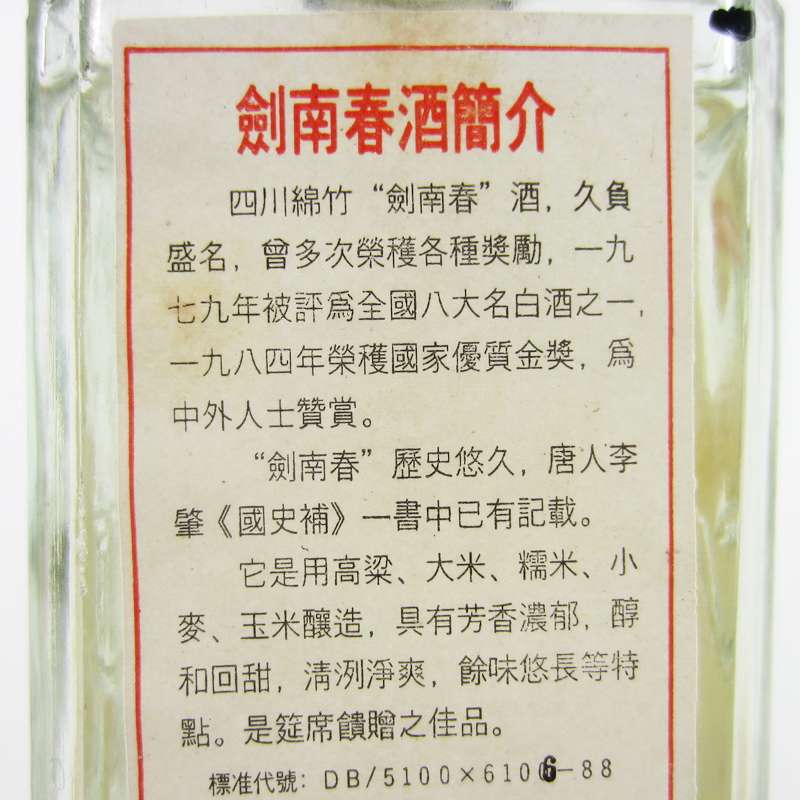 劍南春酒簡介
四川綿竹“劍南春”酒，久負
盛名，曾多次榮獲各種獎勵，一九
七九年被評爲全國八大名白酒之一，
一九八四年榮獲國家優質金獎，爲
中外人士贊賞。
“劍南春”歷史悠久，唐人李
肇《國史補》一書中已有記載。
它是用高粱、大米、糯米、小
麥、玉米釀造，具有芳香濃郁，醇
和回甜，清洌淨爽，餘味悠長等特
點。是筵席饋贈之佳品。
標准代號：DB/5100×6106-88